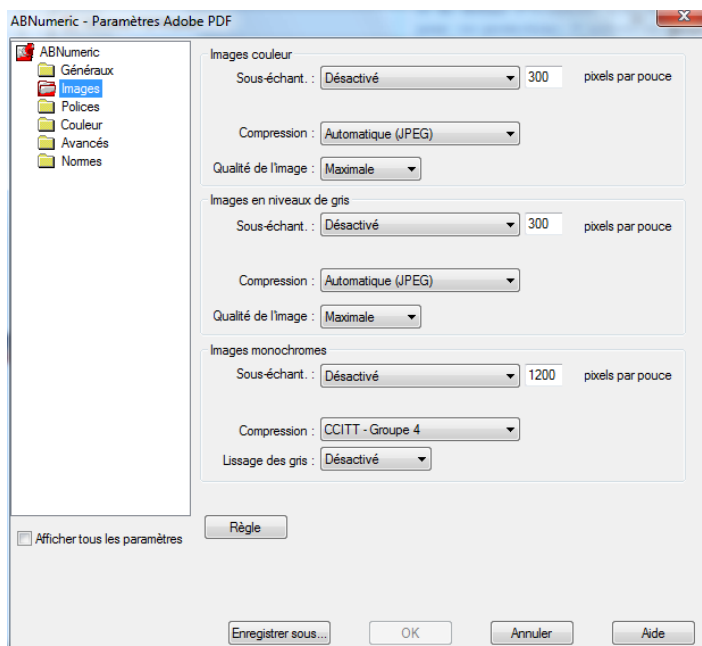 ABNumeric - Paramètres Adobe PDF
ABNumeric
Généraux
Images
Polices
Couleur
Avancés
Normes
Afficher tous les paramètres
Images couleur
Sous-échant. : Désactivé 300 pixels par pouce
Compression : Automatique (JPEG)
Qualité de l'image : Maximale
Images en niveaux de gris
Sous-échant. : Désactivé 300 pixels par pouce
Compression : Automatique (JPEG)
Qualité de l'image : Maximale
Images monochromes
Sous-échant. : Désactivé 1200 pixels par pouce
Compression : CCITT - Groupe 4
Lissage des gris : Désactivé
Règle
Enregistrer sous... OK Annuler Aide